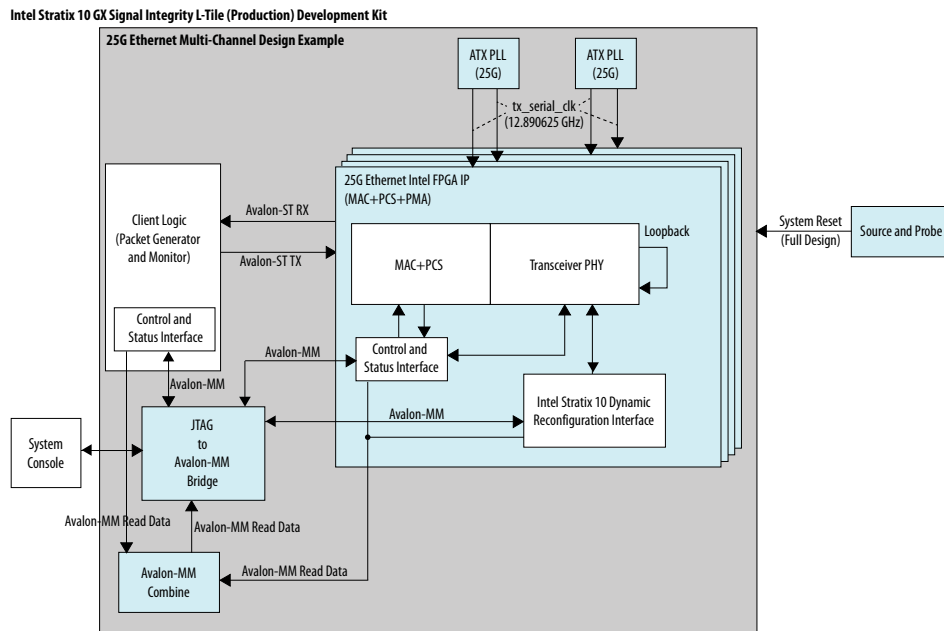 Intel Stratix 10 GX Signal Integrity L-Tile (Production) Development Kit
25G Ethernet Multi-Channel Design Example
ATX PLL
(25G)
ATX PLL
(25G)
tx_serial_clk
(12.890625 GHz)
25G Ethernet Intel FPGA IP
(MAC+PCS+PMA)
Client Logic
(Packet Generator
and Monitor)
Avalon-ST RX
Avalon-ST TX
Loopback
MAC+PCS
Transceiver PHY
System Reset
(Full Design)
Source and Probe
Control and
Status Interface
Avalon-MM
Control and
Status Interface
Avalon-MM
Avalon-MM
Intel Stratix 10 Dynamic
Reconfiguration Interface
System
Console
JTAG
to
Avalon-MM
Bridge
Avalon-MM Read Data
Avalon-MM Read Data
Avalon-MM
Combine
Avalon-MM Read Data